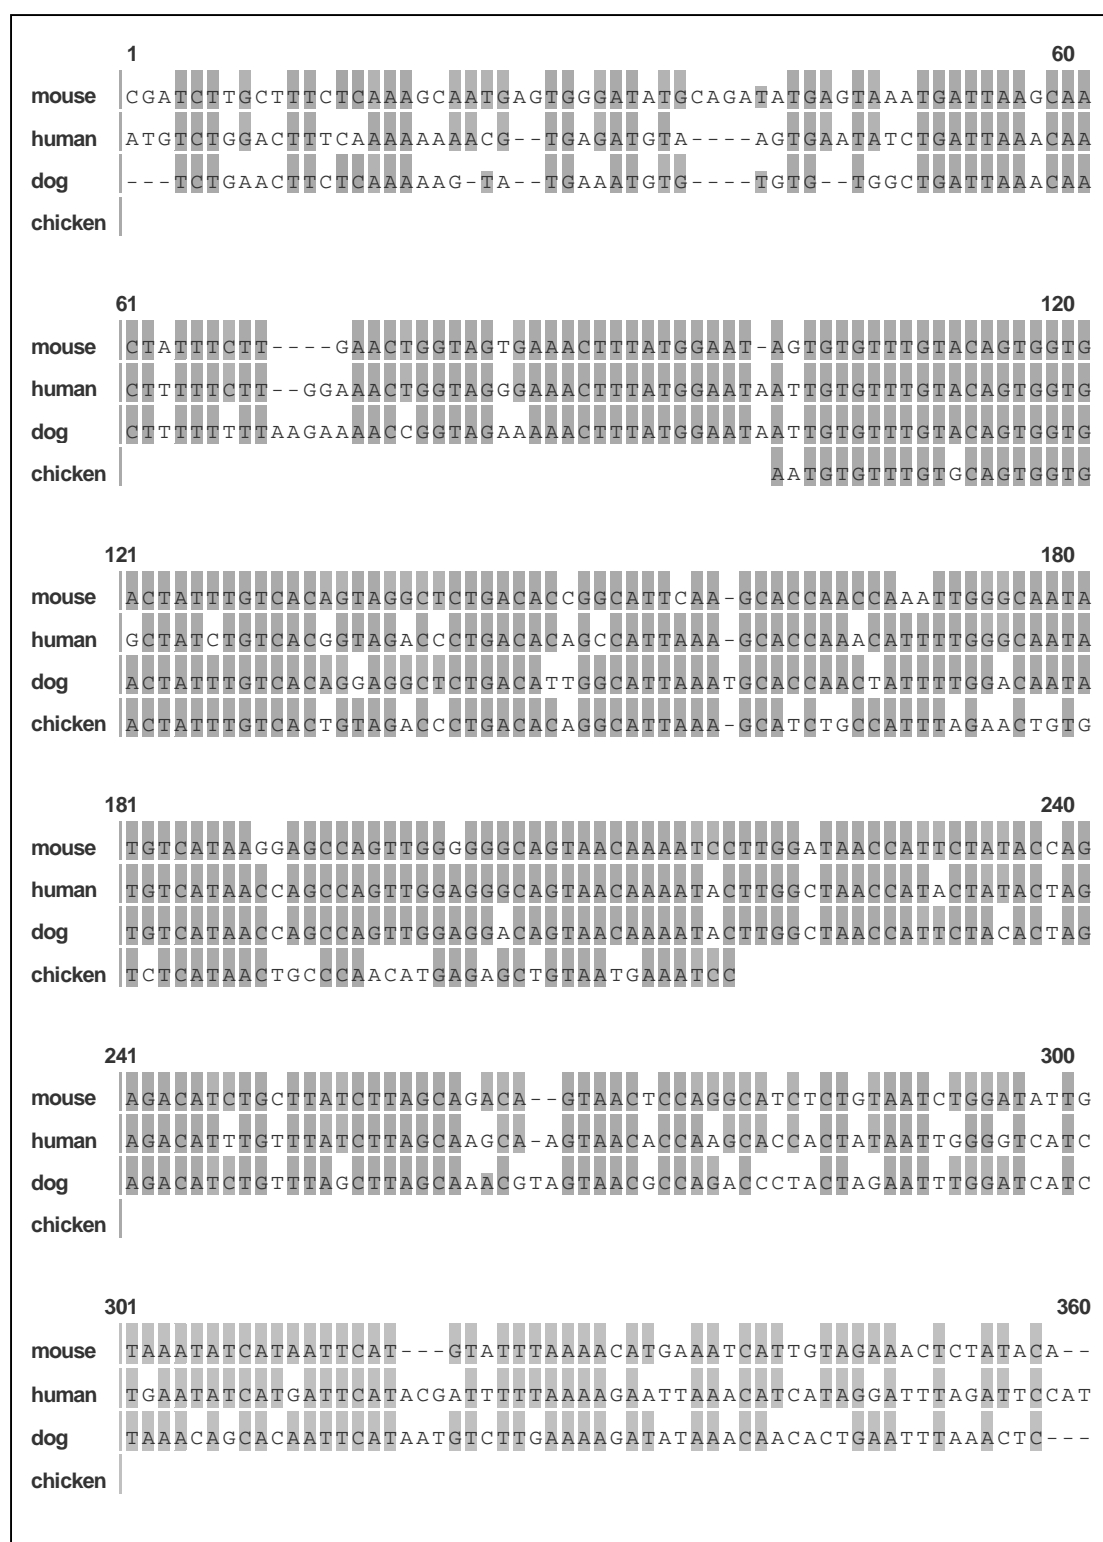 1 60
mouse CGATCTTGCTTTCTCAAAGCAATGAGTGGGATATGCAGATATGAGTAAATGATTAAGCAA
human ATGTCTGGACTTTCAAAAAAAACG--TGAGATGTA----AGTGAATATCTGATTAAACAA
dog ---TCTGAACTTCTCAAAAAG-TA--TGAAATGTG----TGTG--TGGCTGATTAAACAA
chicken
61 120
mouse CTATTTCTT----GAACTGGTAGTGAAACTTTATGGAAT-AGTGTGTTTGTACAGTGGTG
human CTTTTTCTT--GGAAACTGGTAGGGAAACTTTATGGAATAATTGTGTTTGTACAGTGGTG
dog CTTTTTTTTAAGAAAACCGGTAGAAAAACTTTATGGAATAATTGTGTTTGTACAGTGGTG
chicken AATGTGTTTGTGCAGTGGTG
121 180
mouse ACTATTTGTCACAGTAGGCTCTGACACCGGCATTCAA-GCACCAACCAAATTGGGCAATA
human GCTATCTGTCACGGTAGACCCTGACACAGCCATTAAA-GCACCAAACATTTTGGGCAATA
dog ACTATTTGTCACAGGAGGCTCTGACATTGGCATTAAATGCACCAACTATTTTGGACAATA
chicken ACTATTTGTCACTGTAGACCCTGACACAGGCATTAAA-GCATCTGCCATTTAGAACTGTG
181 240
mouse TGTCATAAGGAGCCAGTTGGGGGGCAGTAACAAAATCCTTGGATAACCATTCTATACCAG
human TGTCATAACCAGCCAGTTGGAGGGCAGTAACAAAATACTTGGCTAACCATACTATACTAG
dog TGTCATAACCAGCCAGTTGGAGGACAGTAACAAAATACTTGGCTAACCATTCTACACTAG
chicken TCTCATAACTGCCCAACATGAGAGCTGTAATGAAATCC
241 300
mouse AGACATCTGCTTATCTTAGCAGACA--GTAACTCCAGGCATCTCTGTAATCTGGATATTG
human AGACATTTGTTTATCTTAGCAAGCA-AGTAACACCAAGCACCACTATAATTGGGGTCATC
dog AGACATCTGTTTAGCTTAGCAAACGTAGTAACGCCAGACCCTACTAGAATTTGGATCATC
chicken
301 360
mouse TAAATATCATAATTCAT---GTATTTAAAACATGAAATCATTGTAGAAACTCTATACA--
human TGAATATCATGATTCATACGATTTTTAAAAGAATTAAACATCATAGGATTTAGATTCCAT
dog TAAACAGCACAATTCATAATGTCTTGAAAAGATATAAACAACACTGAATTTAAACTC---
chicken